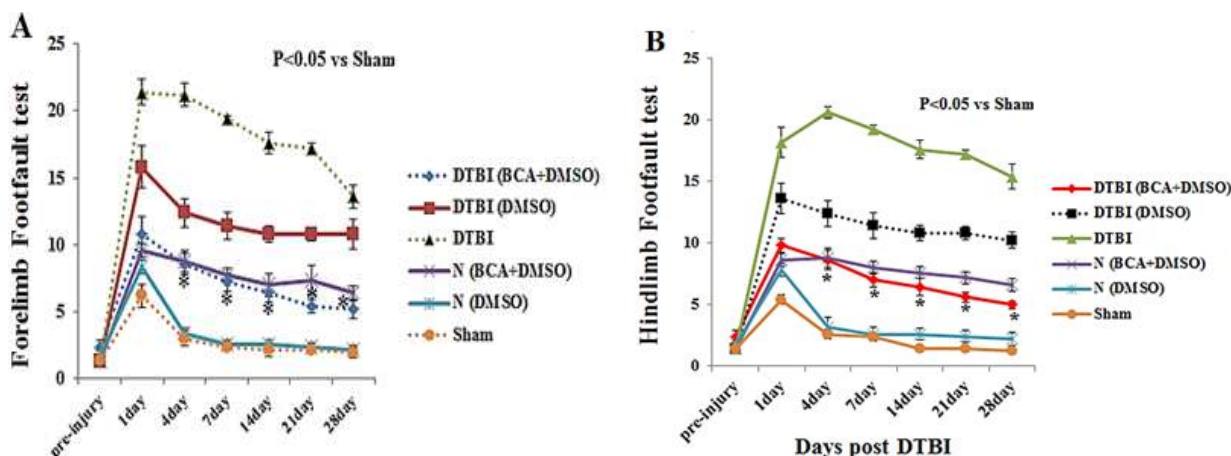 A
P<0.05 vs Sham
Forelimb Footfault test
25
20
15
10
5
0
pre-injury
1day
4day
7day
14day
21day
28day
*
*
*
*
*
DTBI (BCA+DMSO)
DTBI (DMSO)
DTBI
N (BCA+DMSO)
N (DMSO)
Sham
B
P<0.05 vs Sham
Hindlimb Footfault test
25
20
15
10
5
0
pre-injury
1day
4day
7day
14day
21day
28day
*
*
*
*
*
*
Days post DTBI
DTBI (BCA+DMSO)
DTBI (DMSO)
DTBI
N (BCA+DMSO)
N (DMSO)
Sham